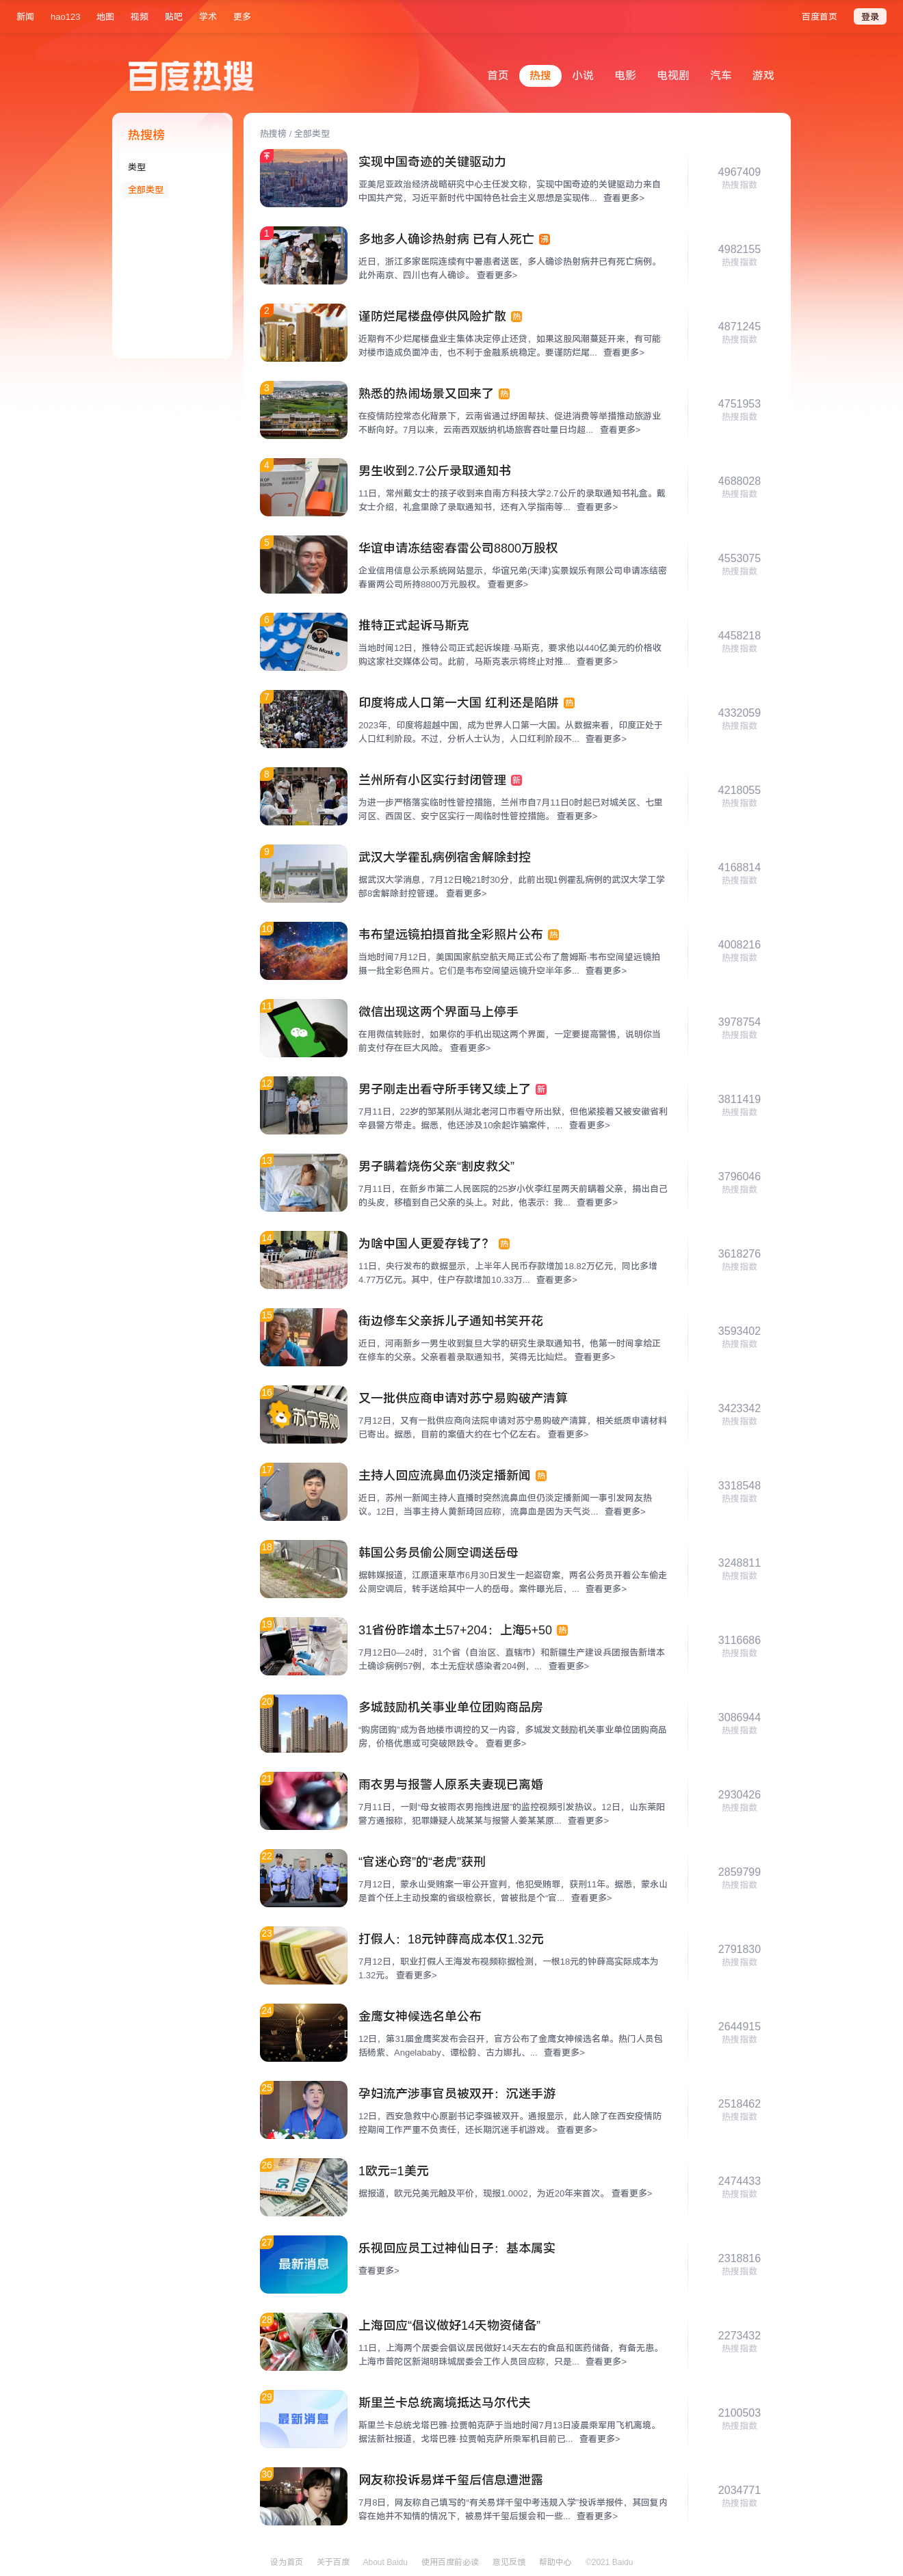 新闻 hao123 地图 视频 贴吧 学术 更多 百度首页 登录
百度热搜
首页 热搜 小说 电影 电视剧 汽车 游戏
热搜榜
类型
全部类型
热搜榜 / 全部类型
实现中国奇迹的关键驱动力
亚美尼亚政治经济战略研究中心主任发文称，实现中国奇迹的关键驱动力来自
中国共产党，习近平新时代中国特色社会主义思想是实现伟... 查看更多>
4967409
热搜指数
1
多地多人确诊热射病 已有人死亡 沸
近日，浙江多家医院连续有中暑患者送医，多人确诊热射病并已有死亡病例。
此外南京、四川也有人确诊。 查看更多>
4982155
热搜指数
2
谨防烂尾楼盘停供风险扩散 热
近期有不少烂尾楼盘业主集体决定停止还贷，如果这股风潮蔓延开来，有可能
对楼市造成负面冲击，也不利于金融系统稳定。要谨防烂尾... 查看更多>
4871245
热搜指数
3
熟悉的热闹场景又回来了 热
在疫情防控常态化背景下，云南省通过纾困帮扶、促进消费等举措推动旅游业
不断向好。7月以来，云南西双版纳机场旅客吞吐量日均超... 查看更多>
4751953
热搜指数
4
男生收到2.7公斤录取通知书
11日，常州戴女士的孩子收到来自南方科技大学2.7公斤的录取通知书礼盒。戴
女士介绍，礼盒里除了录取通知书，还有入学指南等... 查看更多>
4688028
热搜指数
5
华谊申请冻结密春雷公司8800万股权
企业信用信息公示系统网站显示，华谊兄弟(天津)实景娱乐有限公司申请冻结密
春雷两公司所持8800万元股权。 查看更多>
4553075
热搜指数
6
Elon Musk
推特正式起诉马斯克
当地时间12日，推特公司正式起诉埃隆·马斯克，要求他以440亿美元的价格收
购这家社交媒体公司。此前，马斯克表示将终止对推... 查看更多>
4458218
热搜指数
7
印度将成人口第一大国 红利还是陷阱 热
2023年，印度将超越中国，成为世界人口第一大国。从数据来看，印度正处于
人口红利阶段。不过，分析人士认为，人口红利阶段不... 查看更多>
4332059
热搜指数
8
兰州所有小区实行封闭管理 新
为进一步严格落实临时性管控措施，兰州市自7月11日0时起已对城关区、七里
河区、西固区、安宁区实行一周临时性管控措施。 查看更多>
4218055
热搜指数
9
武汉大学霍乱病例宿舍解除封控
据武汉大学消息，7月12日晚21时30分，此前出现1例霍乱病例的武汉大学工学
部8舍解除封控管理。 查看更多>
4168814
热搜指数
10
韦布望远镜拍摄首批全彩照片公布 热
当地时间7月12日，美国国家航空航天局正式公布了詹姆斯·韦布空间望远镜拍
摄一批全彩色照片。它们是韦布空间望远镜升空半年多... 查看更多>
4008216
热搜指数
11
微信出现这两个界面马上停手
在用微信转账时，如果你的手机出现这两个界面，一定要提高警惕，说明你当
前支付存在巨大风险。 查看更多>
3978754
热搜指数
12
男子刚走出看守所手铐又续上了 新
7月11日，22岁的邹某刚从湖北老河口市看守所出狱，但他紧接着又被安徽省利
辛县警方带走。据悉，他还涉及10余起诈骗案件，... 查看更多>
3811419
热搜指数
13
男子瞒着烧伤父亲“割皮救父”
7月11日，在新乡市第二人民医院的25岁小伙李红星两天前瞒着父亲，捐出自己
的头皮，移植到自己父亲的头上。对此，他表示：我... 查看更多>
3796046
热搜指数
14
为啥中国人更爱存钱了？ 热
11日，央行发布的数据显示，上半年人民币存款增加18.82万亿元，同比多增
4.77万亿元。其中，住户存款增加10.33万... 查看更多>
3618276
热搜指数
15
街边修车父亲拆儿子通知书笑开花
近日，河南新乡一男生收到复旦大学的研究生录取通知书，他第一时间拿给正
在修车的父亲。父亲看着录取通知书，笑得无比灿烂。 查看更多>
3593402
热搜指数
16
苏宁易购
又一批供应商申请对苏宁易购破产清算
7月12日，又有一批供应商向法院申请对苏宁易购破产清算，相关纸质申请材料
已寄出。据悉，目前的案值大约在七个亿左右。 查看更多>
3423342
热搜指数
17
主持人回应流鼻血仍淡定播新闻 热
近日，苏州一新闻主持人直播时突然流鼻血但仍淡定播新闻一事引发网友热
议。12日，当事主持人黄新琦回应称，流鼻血是因为天气炎... 查看更多>
3318548
热搜指数
18
韩国公务员偷公厕空调送岳母
据韩媒报道，江原道束草市6月30日发生一起盗窃案，两名公务员开着公车偷走
公厕空调后，转手送给其中一人的岳母。案件曝光后，... 查看更多>
3248811
热搜指数
19
31省份昨增本土57+204：上海5+50 热
7月12日0—24时，31个省（自治区、直辖市）和新疆生产建设兵团报告新增本
土确诊病例57例，本土无症状感染者204例，... 查看更多>
3116686
热搜指数
20
多城鼓励机关事业单位团购商品房
“购房团购”成为各地楼市调控的又一内容，多城发文鼓励机关事业单位团购商品
房，价格优惠或可突破限跌令。 查看更多>
3086944
热搜指数
21
雨衣男与报警人原系夫妻现已离婚
7月11日，一则“母女被雨衣男拖拽进屋”的监控视频引发热议。12日，山东莱阳
警方通报称，犯罪嫌疑人战某某与报警人姜某某原... 查看更多>
2930426
热搜指数
22
“官迷心窍”的“老虎”获刑
7月12日，蒙永山受贿案一审公开宣判，他犯受贿罪，获刑11年。据悉，蒙永山
是首个任上主动投案的省级检察长，曾被批是个“官... 查看更多>
2859799
热搜指数
23
打假人：18元钟薛高成本仅1.32元
7月12日，职业打假人王海发布视频称据检测，一根18元的钟薛高实际成本为
1.32元。 查看更多>
2791830
热搜指数
24
金鹰女神候选名单公布
12日，第31届金鹰奖发布会召开，官方公布了金鹰女神候选名单。热门人员包
括杨紫、Angelababy、谭松韵、古力娜扎、... 查看更多>
2644915
热搜指数
25
孕妇流产涉事官员被双开：沉迷手游
12日，西安急救中心原副书记李强被双开。通报显示，此人除了在西安疫情防
控期间工作严重不负责任，还长期沉迷手机游戏。 查看更多>
2518462
热搜指数
26
1欧元=1美元
据报道，欧元兑美元触及平价，现报1.0002，为近20年来首次。 查看更多>
2474433
热搜指数
27
最新消息
乐视回应员工过神仙日子：基本属实
查看更多>
2318816
热搜指数
28
上海回应“倡议做好14天物资储备”
11日，上海两个居委会倡议居民做好14天左右的食品和医药储备，有备无患。
上海市普陀区新湖明珠城居委会工作人员回应称，只是... 查看更多>
2273432
热搜指数
29
最新消息
斯里兰卡总统离境抵达马尔代夫
斯里兰卡总统戈塔巴雅·拉贾帕克萨于当地时间7月13日凌晨乘军用飞机离境。
据法新社报道，戈塔巴雅·拉贾帕克萨所乘军机目前已... 查看更多>
2100503
热搜指数
30
网友称投诉易烊千玺后信息遭泄露
7月8日，网友称自己填写的“有关易烊千玺中考违规入学”投诉举报件，其回复内
容在她并不知情的情况下，被易烊千玺后援会和一些... 查看更多>
2034771
热搜指数
设为首页 关于百度 About Baidu 使用百度前必读 意见反馈 帮助中心 ©2021 Baidu